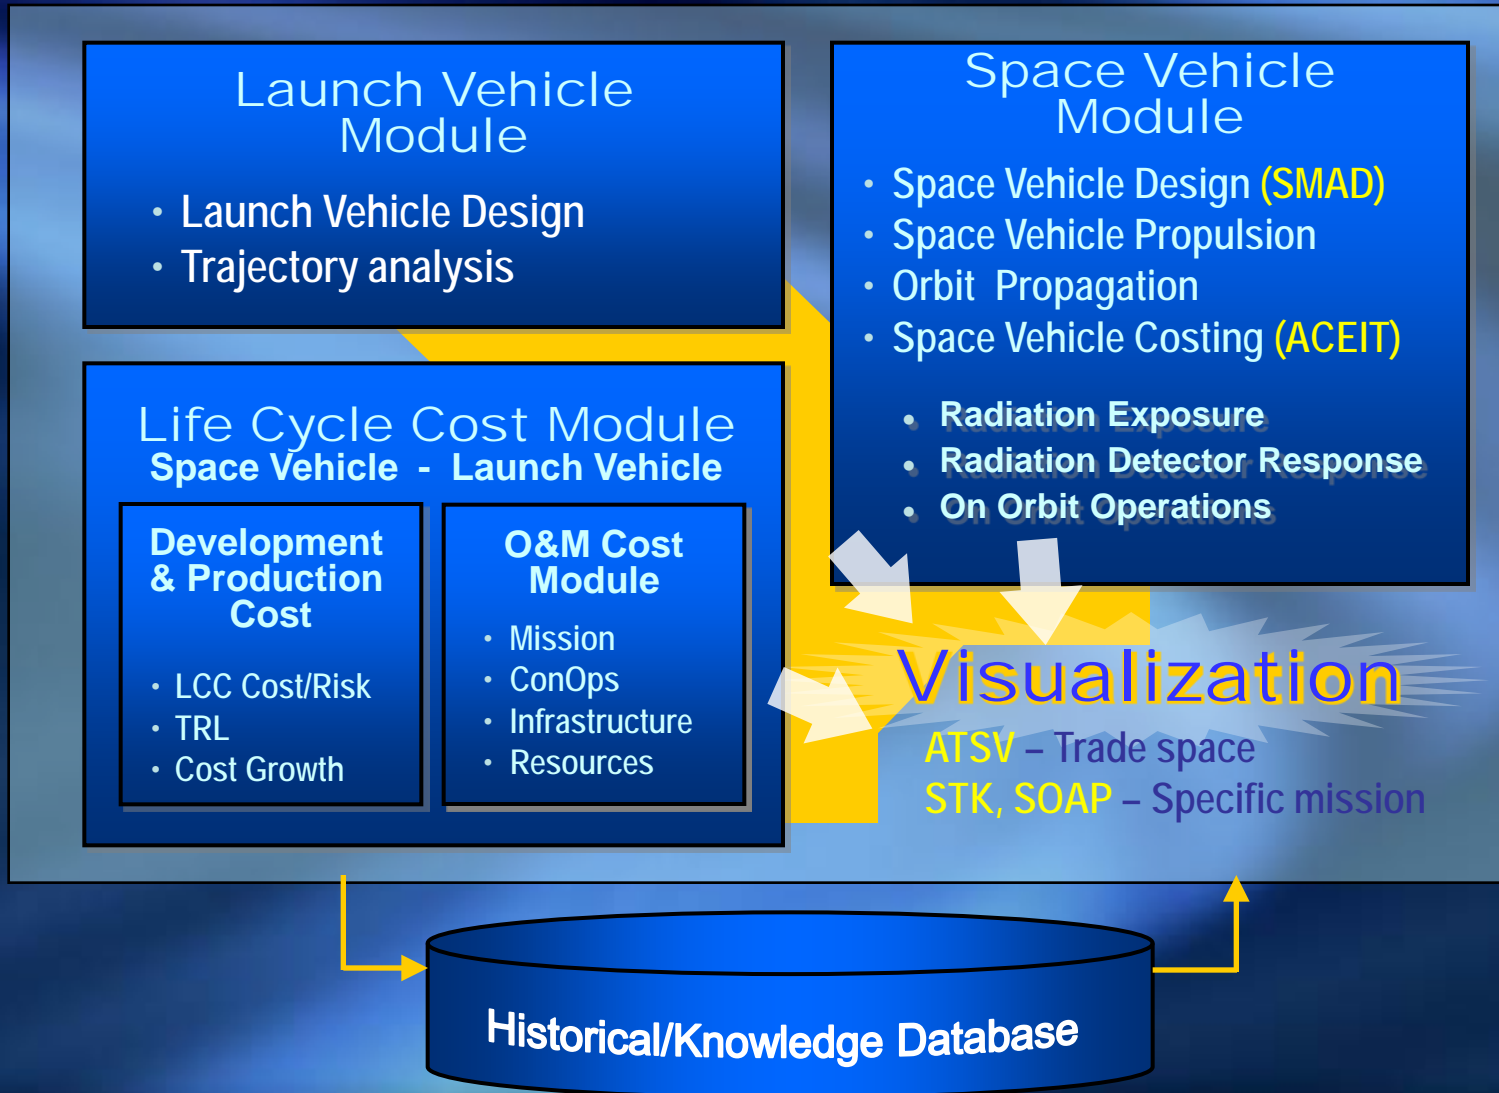 Launch Vehicle
Module
• Launch Vehicle Design
• Trajectory analysis
Space Vehicle
Module
• Space Vehicle Design (SMAD)
• Space Vehicle Propulsion
• Orbit Propagation
• Space Vehicle Costing (ACEIT)
• Radiation Exposure
• Radiation Detector Response
• On Orbit Operations
Life Cycle Cost Module
Space Vehicle - Launch Vehicle
Development
& Production
Cost
• LCC Cost/Risk
• TRL
• Cost Growth
O&M Cost
Module
• Mission
• ConOps
• Infrastructure
• Resources
Visualization
ATSV – Trade space
STK, SOAP – Specific mission
Historical/Knowledge Database